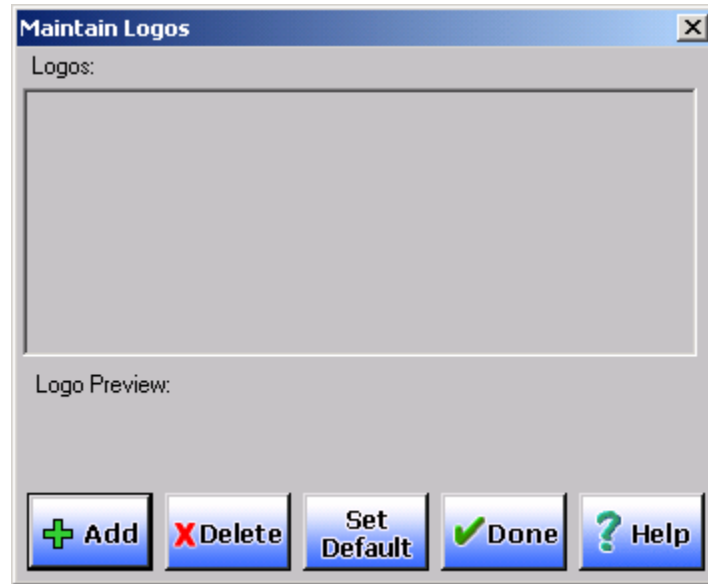 Maintain Logos
Logos:
Logo Preview:
Add
Delete
Set
Default
Done
Help